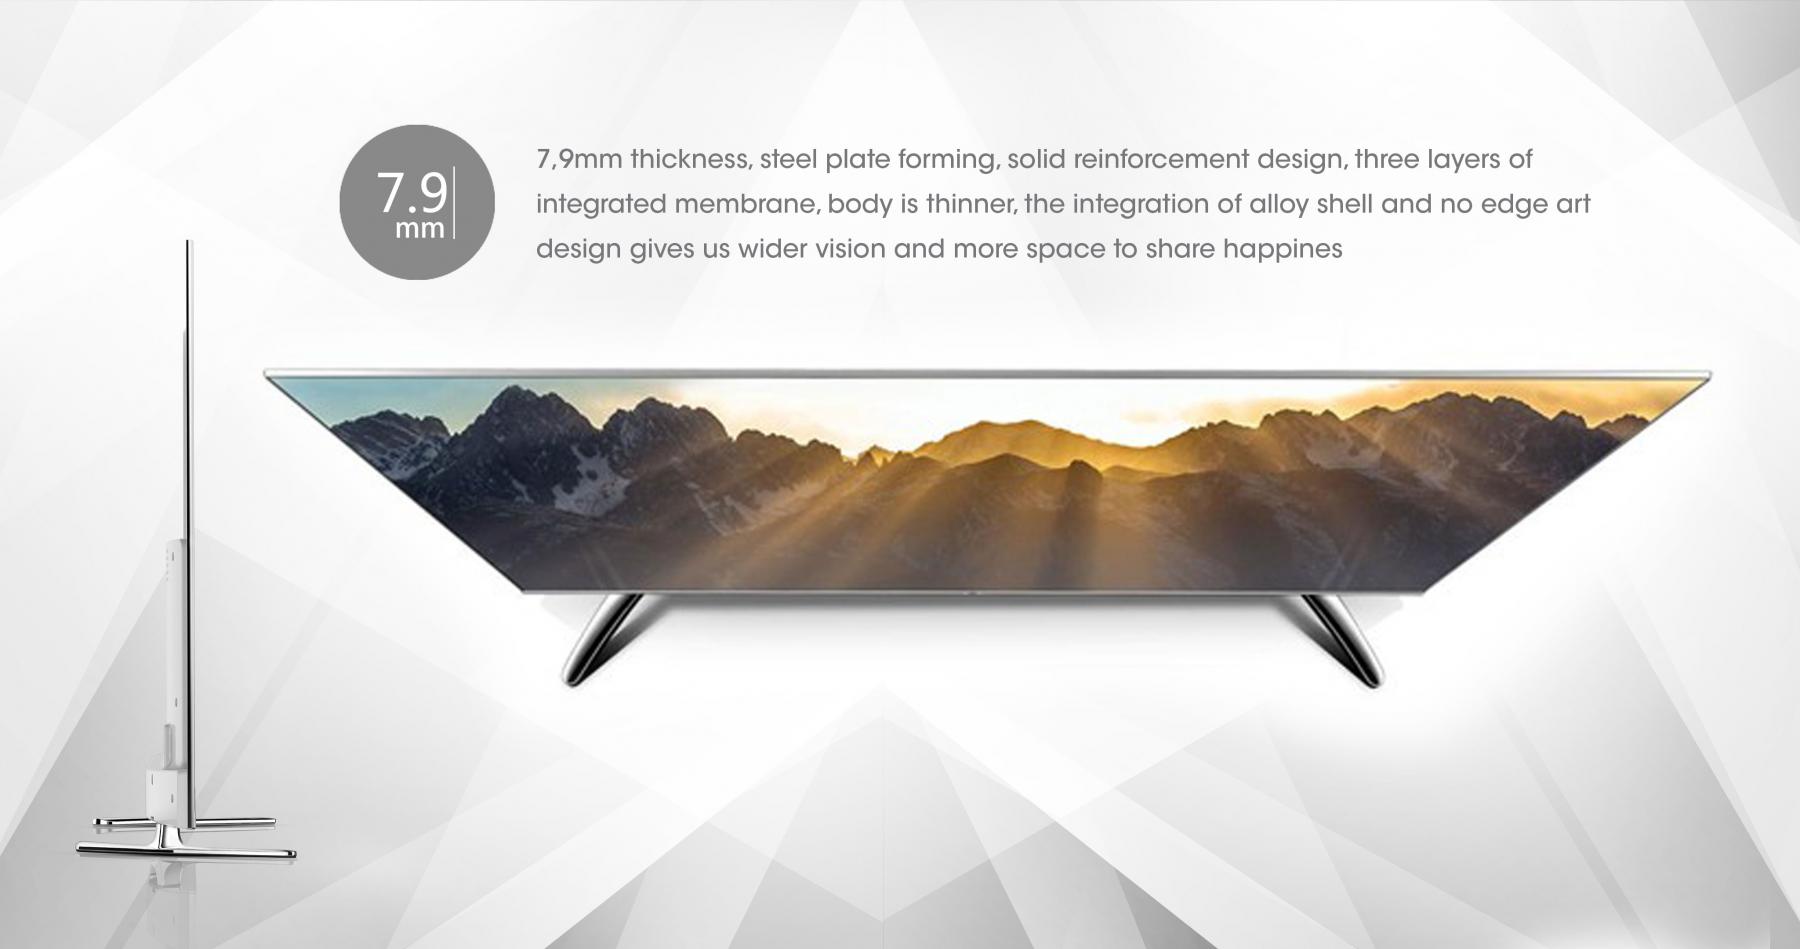 7.9
mm
7,9mm thickness, steel plate forming, solid reinforcement design, three layers of
integrated membrane, body is thinner, the integration of alloy shell and no edge art
design gives us wider vision and more space to share happines